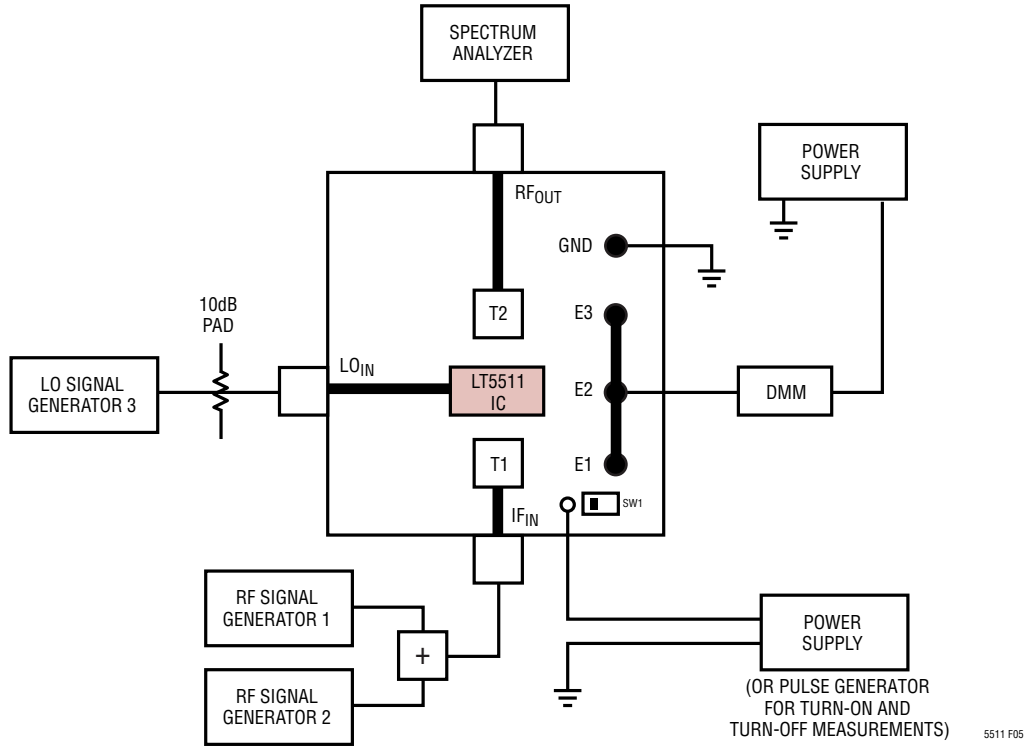 SPECTRUM
ANALYZER
POWER
SUPPLY
RFOUT
GND
10dB
PAD
T2
E3
LO SIGNAL
GENERATOR 3
LOIN
LT5511
IC
E2
DMM
T1
E1
SW1
IFIN
RF SIGNAL
GENERATOR 1
+
RF SIGNAL
GENERATOR 2
POWER
SUPPLY
(OR PULSE GENERATOR
FOR TURN-ON AND
TURN-OFF MEASUREMENTS)
5511 F05